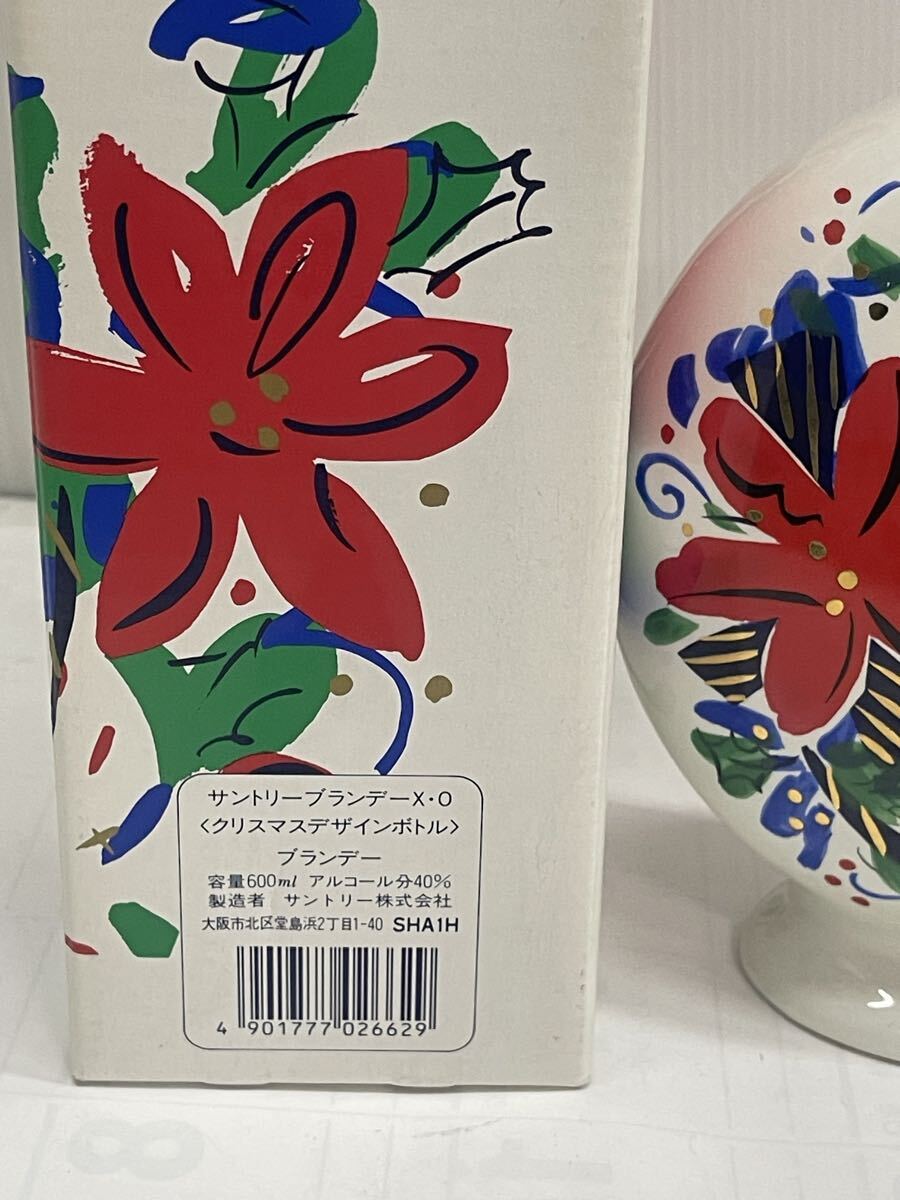 サントリーブランデーX・O
〈クリスマスデザインボトル〉
ブランデー
容量600ml アルコール分40%
製造者 サントリー株式会社
大阪市北区堂島浜2丁目1-40 SHA1H
4 901777 026629